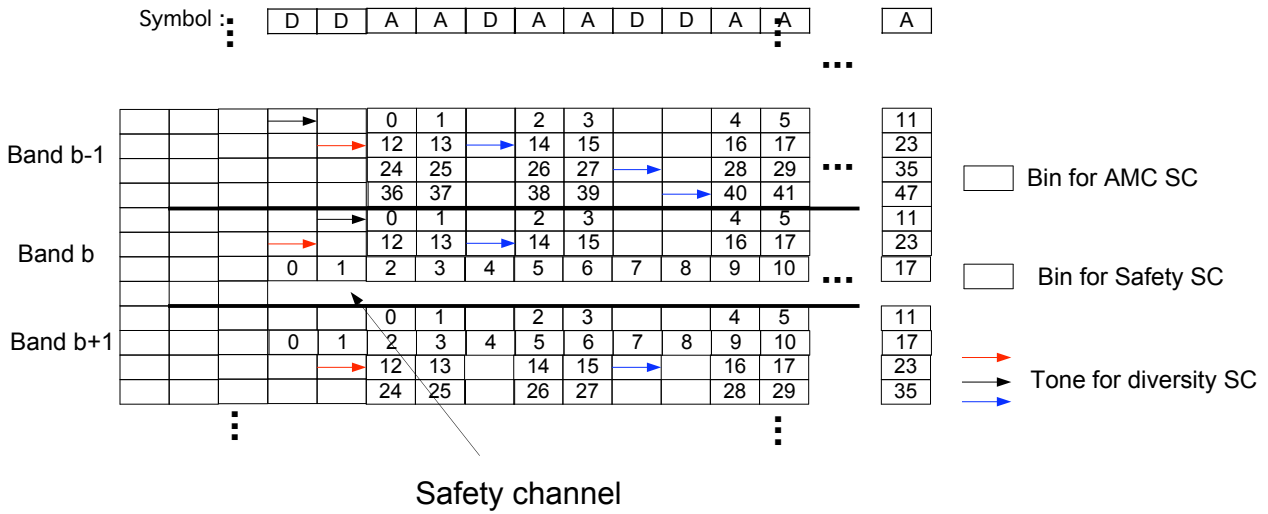 Symbol : D D A A D A A D D A A A
0 1 2 3 4 5 11
Band b-1 12 13 14 15 16 17 23
24 25 26 27 28 29 35 Bin for AMC SC
36 37 38 39 40 41 47
0 1 2 3 4 5 11
Band b 12 13 14 15 16 17 23
0 1 2 3 4 5 6 7 8 9 10 17 Bin for Safety SC
0 1 2 3 4 5 11
Band b+1 0 1 2 3 4 5 6 7 8 9 10 17
12 13 14 15 16 17 23 Tone for diversity SC
24 25 26 27 28 29 35
Safety channel